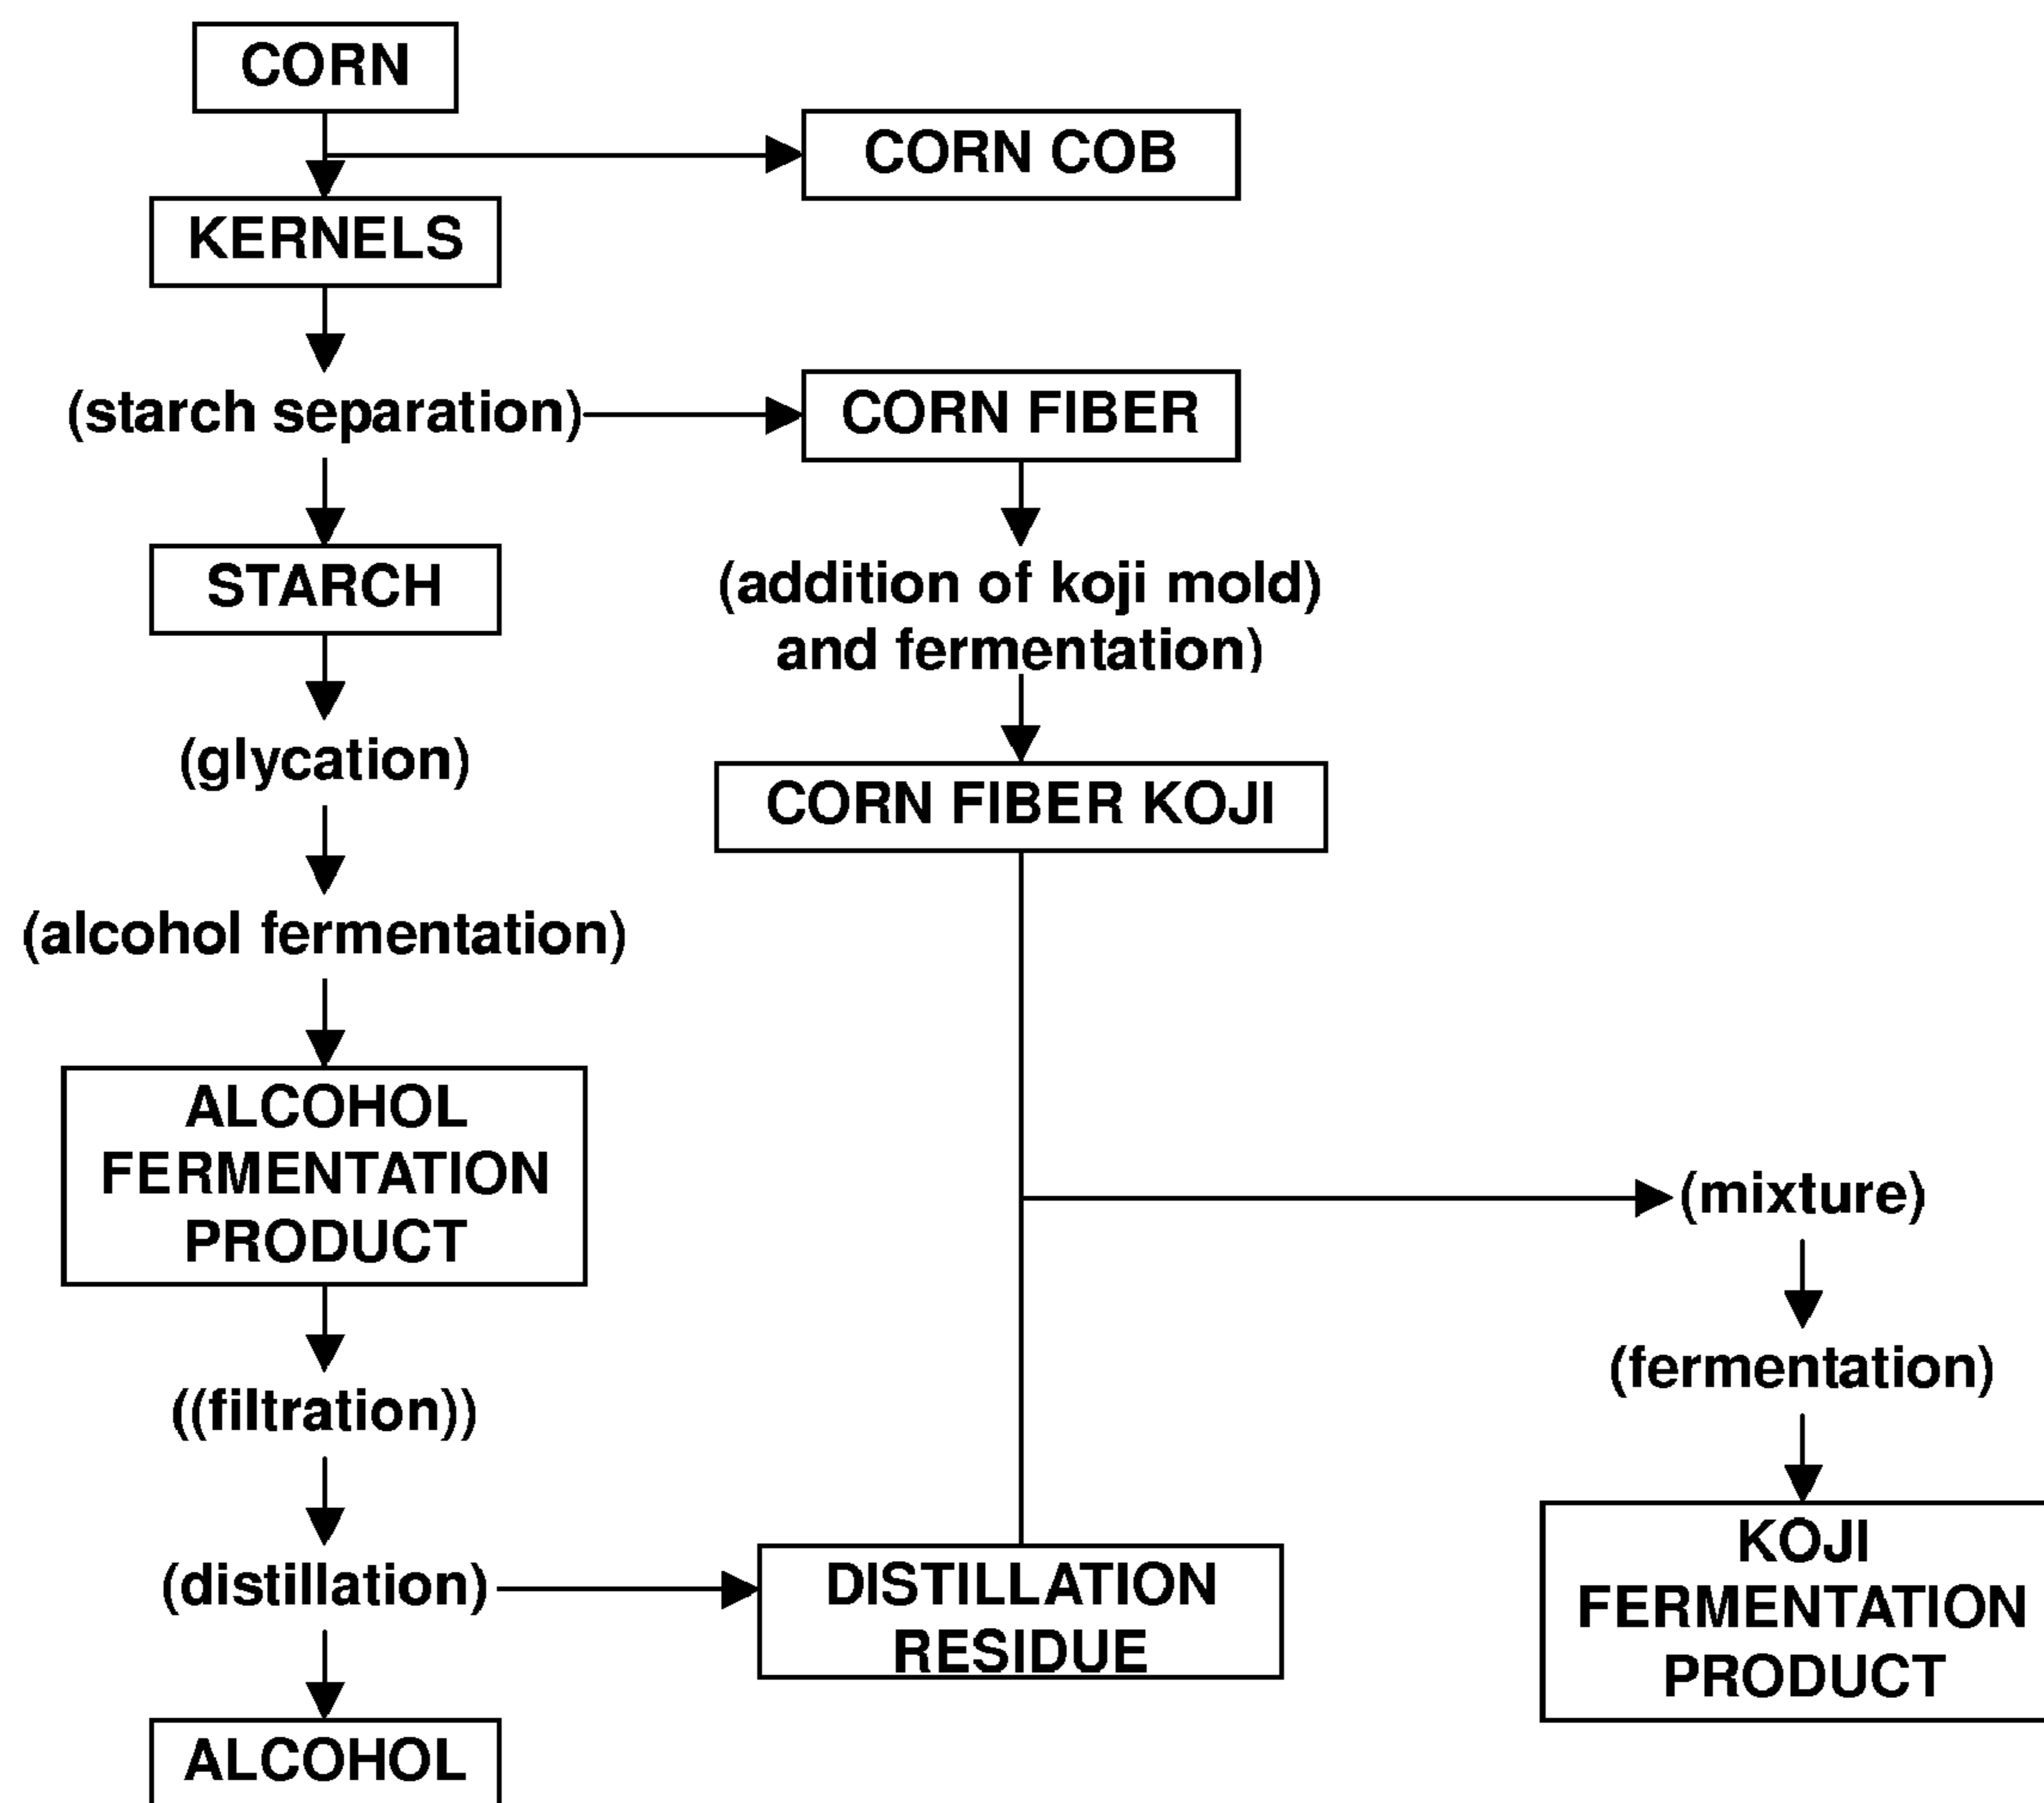 CORN
CORN COB
KERNELS
(starch separation)
CORN FIBER
STARCH
(addition of koji mold)
and fermentation)
(glycation)
CORN FIBER KOJI
(alcohol fermentation)
ALCOHOL
FERMENTATION
PRODUCT
(mixture)
(fermentation)
((filtration))
(distillation)
DISTILLATION
RESIDUE
KOJI
FERMENTATION
PRODUCT
ALCOHOL